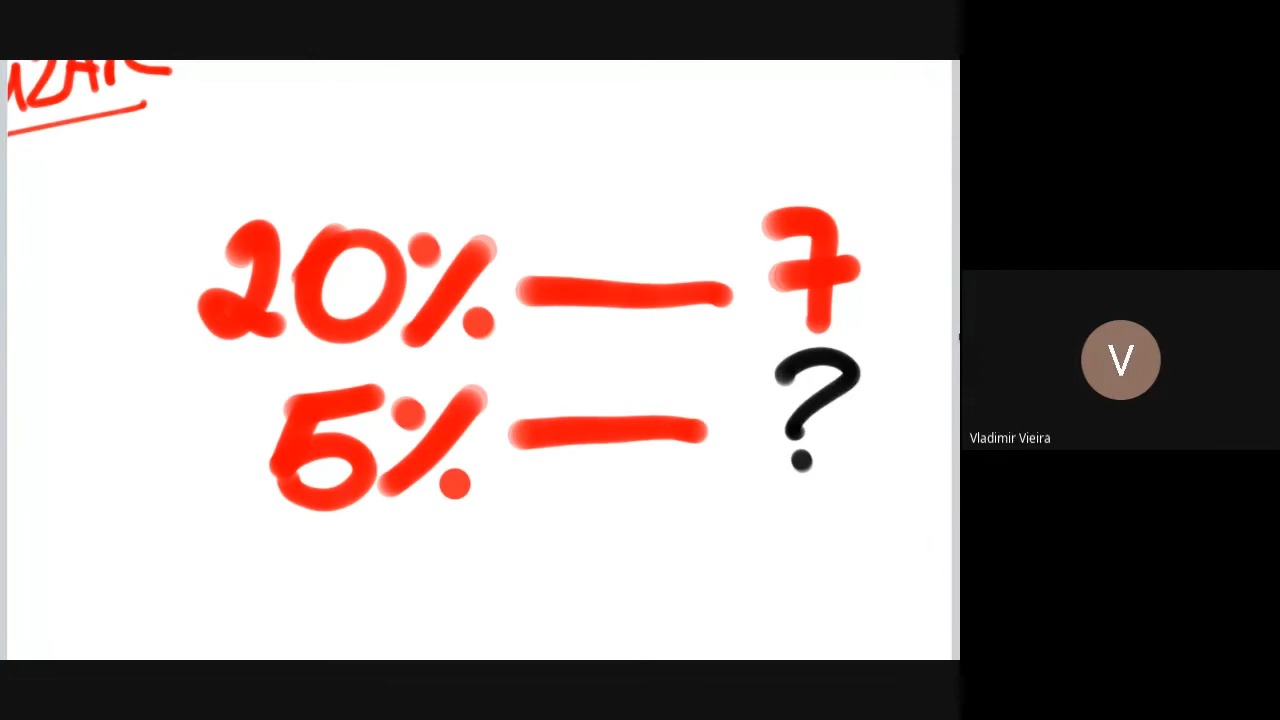 20% — 7
5% — ?
V
Vladimir Vieira